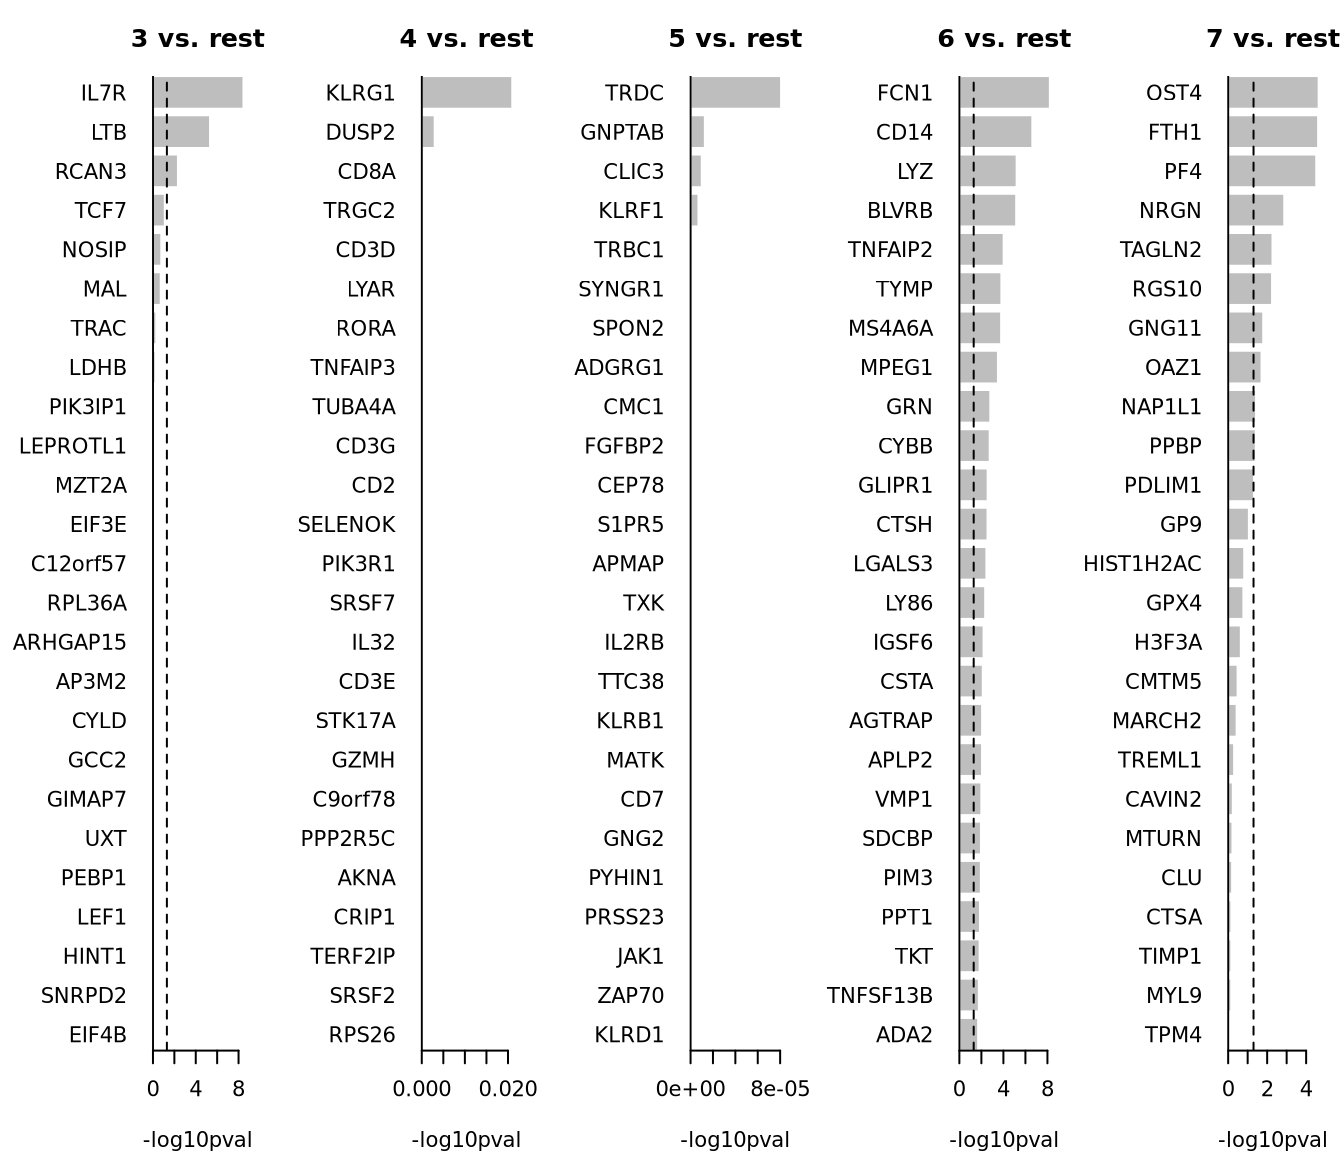 3 vs. rest
IL7R
LTB
RCAN3
TCF7
NOSIP
MAL
TRAC
LDHB
PIK3IP1
LEPROTL1
MZT2A
EIF3E
C12orf57
RPL36A
ARHGAP15
AP3M2
CYLD
GCC2
GIMAP7
UXT
PEBP1
LEF1
HINT1
SNRPD2
EIF4B
0 4 8
-log10pval
4 vs. rest
KLRG1
DUSP2
CD8A
TRGC2
CD3D
LYAR
RORA
TNFAIP3
TUBA4A
CD3G
CD2
SELENOK
PIK3R1
SRSF7
IL32
CD3E
STK17A
GZMH
C9orf78
PPP2R5C
AKNA
CRIP1
TERF2IP
SRSF2
RPS26
0.000 0.020
-log10pval
5 vs. rest
TRDC
GNPTAB
CLIC3
KLRF1
TRBC1
SYNGR1
SPON2
ADGRG1
CMC1
FGFBP2
CEP78
S1PR5
APMAP
TXK
IL2RB
TTC38
KLRB1
MATK
CD7
GNG2
PYHIN1
PRSS23
JAK1
ZAP70
KLRD1
0e+00 8e-05
-log10pval
6 vs. rest
FCN1
CD14
LYZ
BLVRB
TNFAIP2
TYMP
MS4A6A
MPEG1
GRN
CYBB
GLIPR1
CTSH
LGALS3
LY86
IGSF6
CSTA
AGTRAP
APLP2
VMP1
SDCBP
PIM3
PPT1
TKT
TNFSF13B
ADA2
0 4 8
-log10pval
7 vs. rest
OST4
FTH1
PF4
NRGN
TAGLN2
RGS10
GNG11
OAZ1
NAP1L1
PPBP
PDLIM1
GP9
HIST1H2AC
GPX4
H3F3A
CMTM5
MARCH2
TREML1
CAVIN2
MTURN
CLU
CTSA
TIMP1
MYL9
TPM4
0 2 4
-log10pval